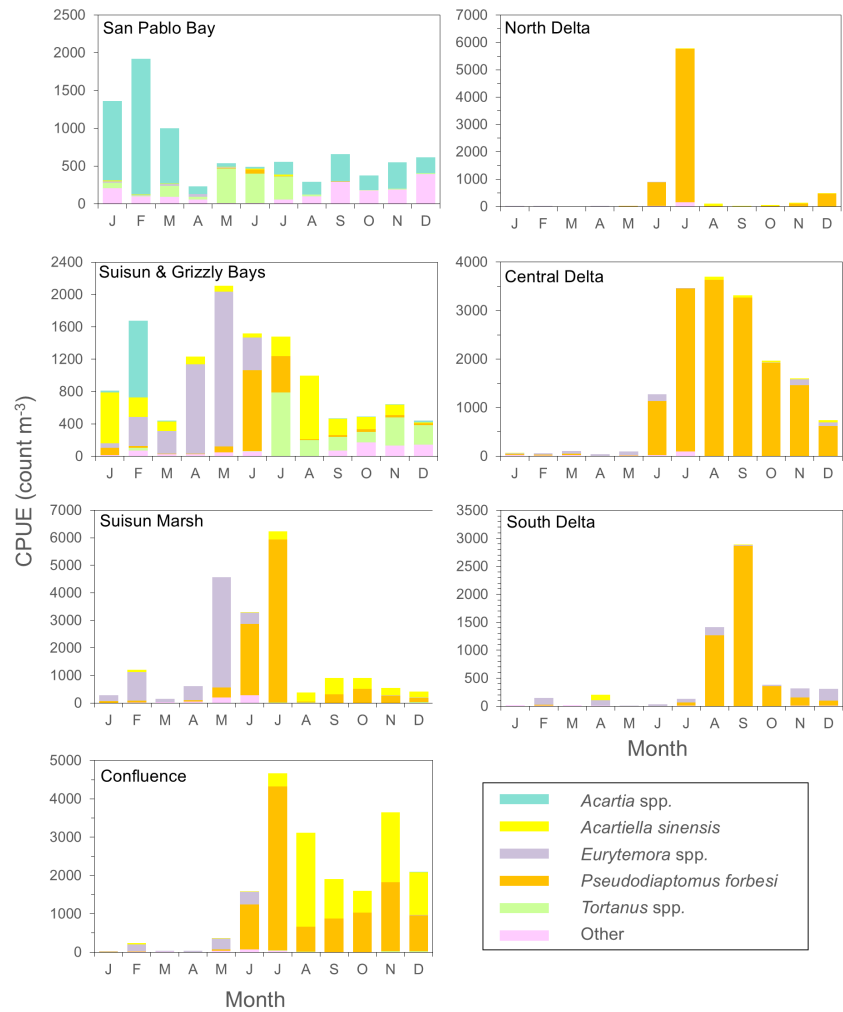 San Pablo Bay
2500
2000
1500
1000
500
0
J F M A M J J A S O N D
North Delta
7000
6000
5000
4000
3000
2000
1000
0
J F M A M J J A S O N D
Suisun & Grizzly Bays
2400
2000
1600
1200
800
400
0
J F M A M J J A S O N D
Central Delta
4000
3000
2000
1000
0
J F M A M J J A S O N D
CPUE (count m-3)
Suisun Marsh
7000
6000
5000
4000
3000
2000
1000
0
J F M A M J J A S O N D
South Delta
3500
3000
2500
2000
1500
1000
500
0
J F M A M J J A S O N D
Month
Confluence
5000
4000
3000
2000
1000
0
J F M A M J J A S O N D
Month
Acartia spp.
Acartiella sinensis
Eurytemora spp.
Pseudodiaptomus forbesi
Tortanus spp.
Other